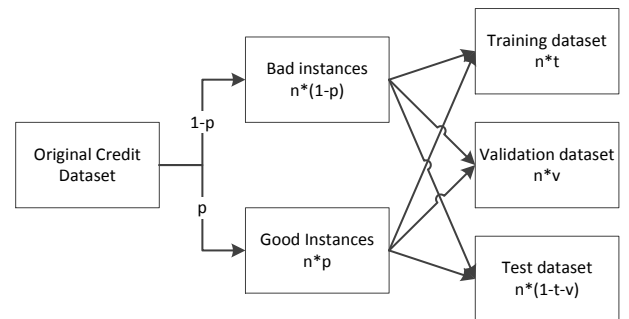 Original Credit
Dataset
1-p
p
Bad instances
n*(1-p)
Good Instances
n*p
Training dataset
n*t
Validation dataset
n*v
Test dataset
n*(1-t-v)